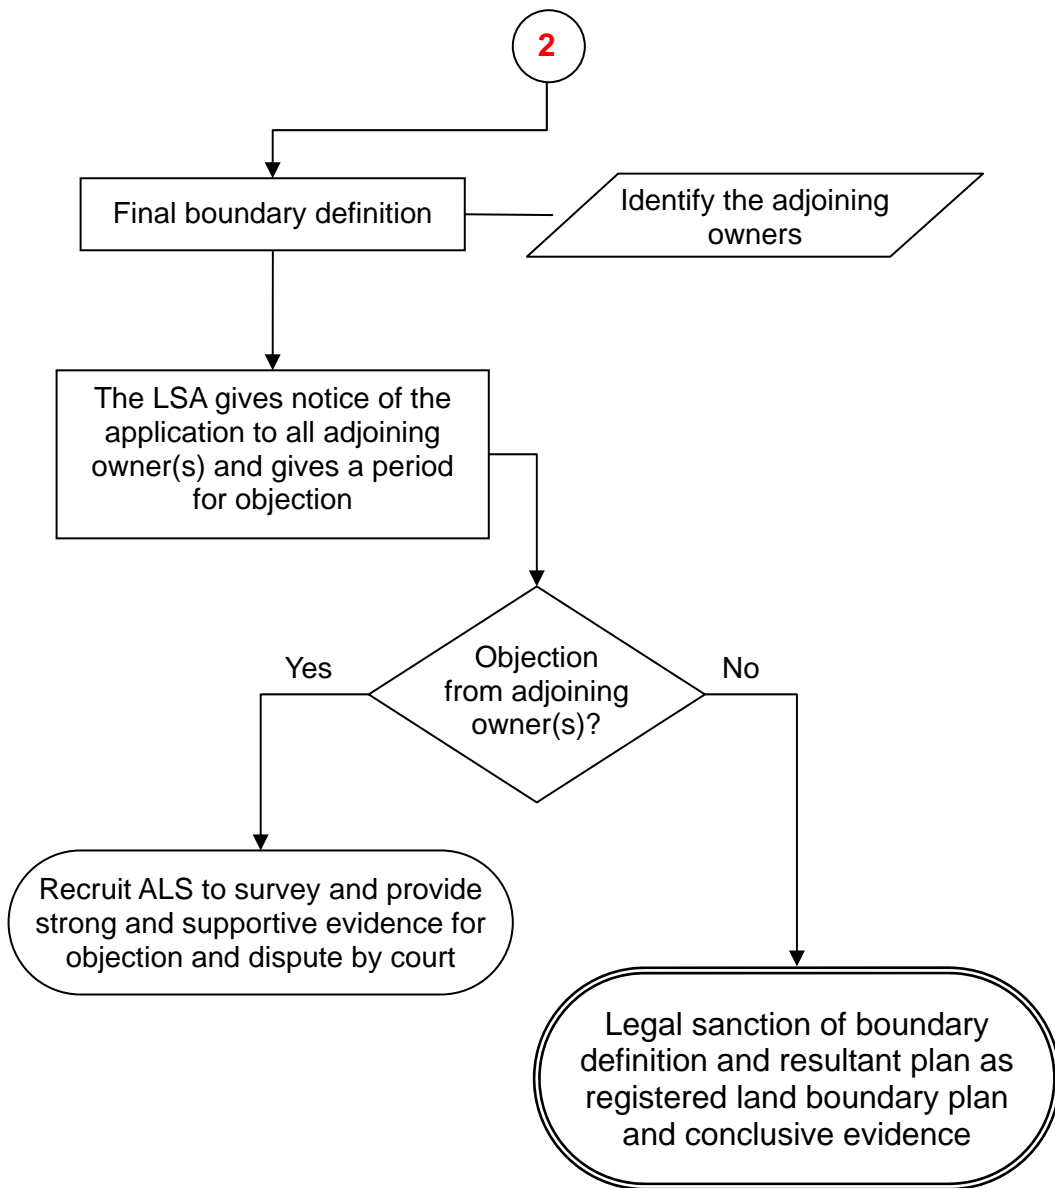 2
Final boundary definition
Identify the adjoining
owners
The LSA gives notice of the
application to all adjoining
owner(s) and gives a period
for objection
Objection
from adjoining
owner(s)?
Yes
No
Recruit ALS to survey and provide
strong and supportive evidence for
objection and dispute by court
Legal sanction of boundary
definition and resultant plan as
registered land boundary plan
and conclusive evidence